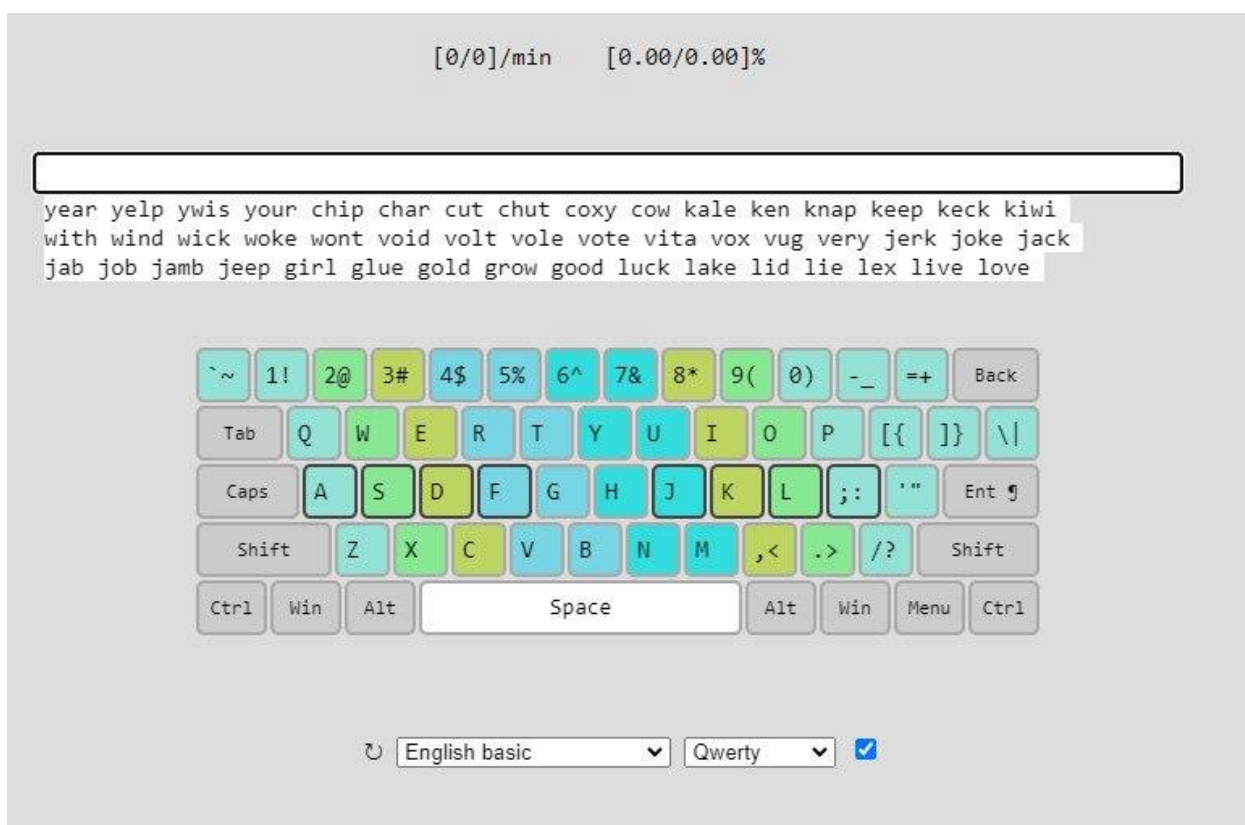 [0/0]/min [0.00/0.00]%
year yelp ywis your chip char cut chut coxy cow kale ken knap keep keck kiwi
with wind wick woke wont void volt vole vote vita vox vug very jerk joke jack
jab job jamb jeep girl glue gold grow good luck lake lid lie lex live love
`~ 1! 2@ 3# 4$ 5% 6^ 7& 8* 9( 0) -_ =+ Back
Tab Q W E R T Y U I O P [{ ]} \|
Caps A S D F G H J K L ;: '" Ent ¶
Shift Z X C V B N M ,< .> /? Shift
Ctrl Win Alt Space Alt Win Menu Ctrl
↻ English basic Qwerty